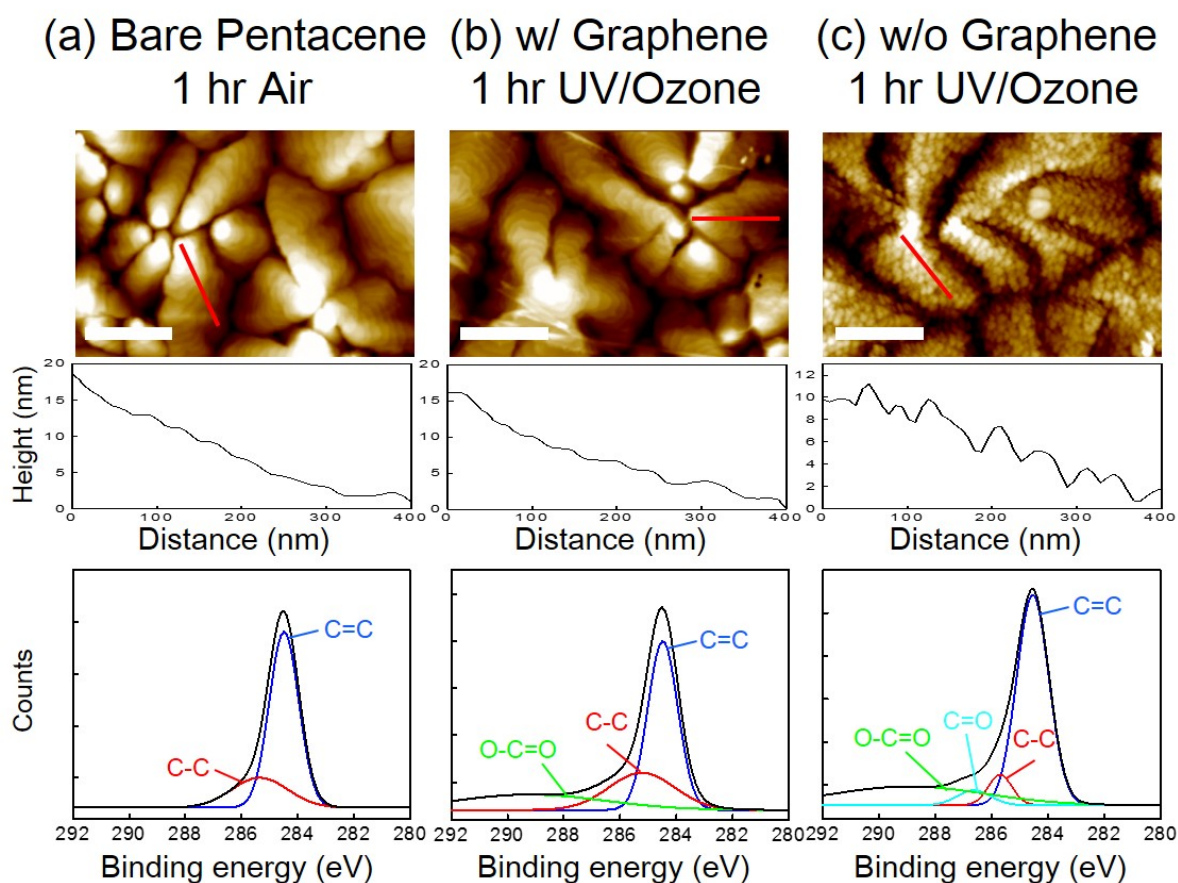 (a) Bare Pentacene
1 hr Air
(b) w/ Graphene
1 hr UV/Ozone
(c) w/o Graphene
1 hr UV/Ozone
Height (nm)
20
15
10
5
0
0 100 200 300 400
Distance (nm)
20
15
10
5
0
0 100 200 300 400
Distance (nm)
12
10
8
6
4
2
0
0 100 200 300 400
Distance (nm)
Counts
C=C
C-C
292 290 288 286 284 282 280
Binding energy (eV)
C=C
C-C
O-C=O
292 290 288 286 284 282 280
Binding energy (eV)
C=C
C=O
O-C=O
C-C
292 290 288 286 284 282 280
Binding energy (eV)